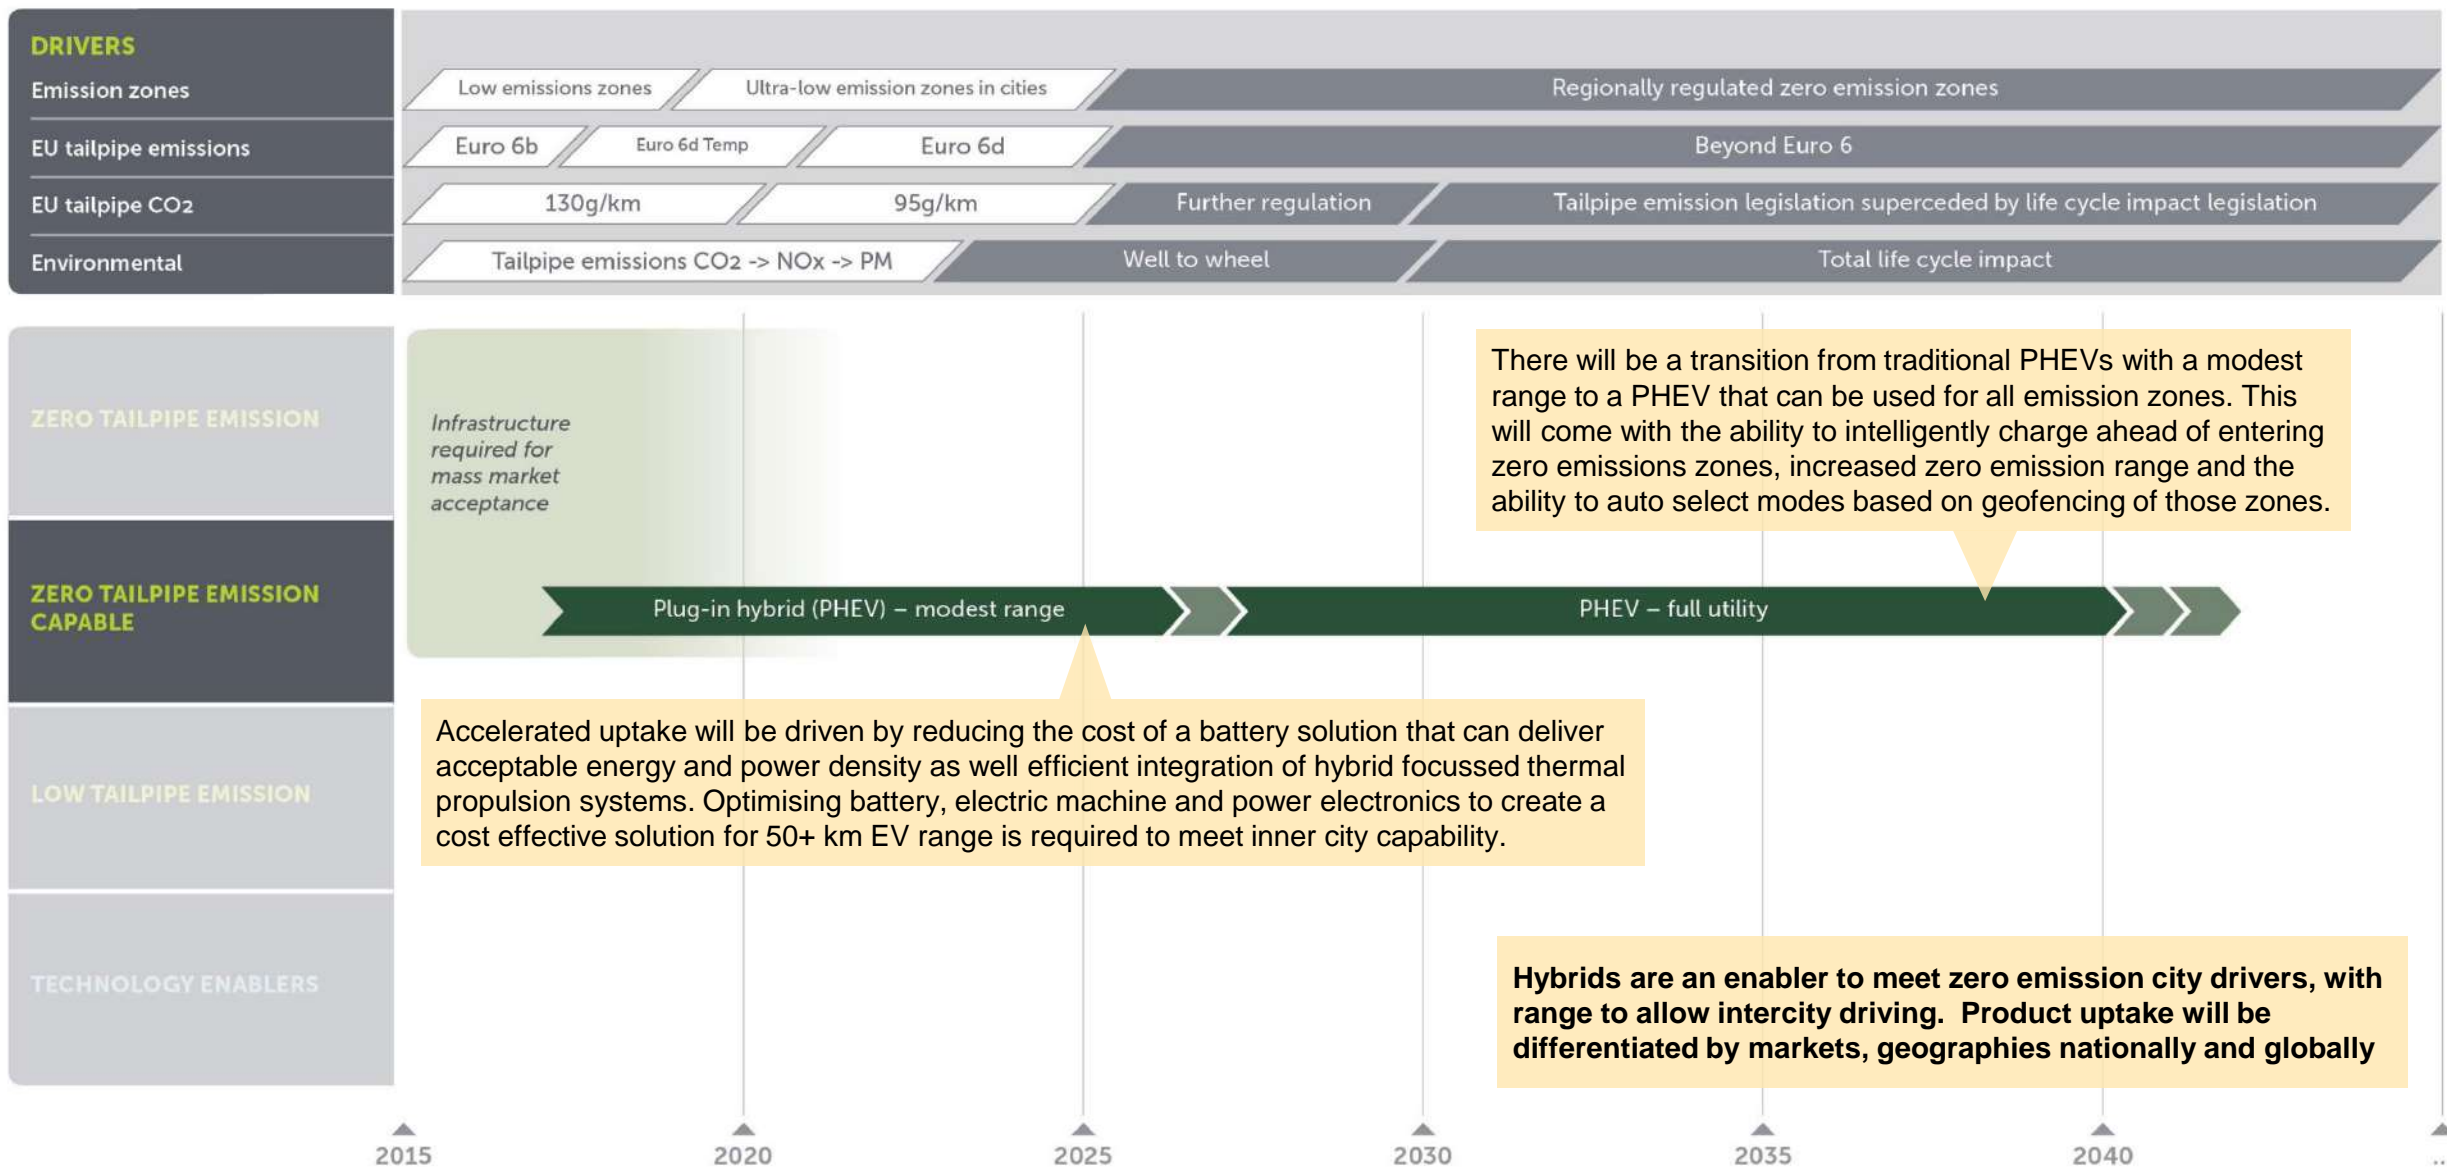 DRIVERS
Emission zones
Low emissions zones
Ultra-low emission zones in cities
Regionally regulated zero emission zones
EU tailpipe emissions
Euro 6b
Euro 6d Temp
Euro 6d
Beyond Euro 6
EU tailpipe CO2
130g/km
95g/km
Further regulation
Tailpipe emission legislation superceded by life cycle impact legislation
Environmental
Tailpipe emissions CO2 -> NOx -> PM
Well to wheel
Total life cycle impact
ZERO TAILPIPE EMISSION
Infrastructure
required for
mass market
acceptance
There will be a transition from traditional PHEVs with a modest
range to a PHEV that can be used for all emission zones. This
will come with the ability to intelligently charge ahead of entering
zero emissions zones, increased zero emission range and the
ability to auto select modes based on geofencing of those zones.
ZERO TAILPIPE EMISSION
CAPABLE
Plug-in hybrid (PHEV) – modest range
PHEV – full utility
LOW TAILPIPE EMISSION
Accelerated uptake will be driven by reducing the cost of a battery solution that can deliver
acceptable energy and power density as well efficient integration of hybrid focussed thermal
propulsion systems. Optimising battery, electric machine and power electronics to create a
cost effective solution for 50+ km EV range is required to meet inner city capability.
TECHNOLOGY ENABLERS
Hybrids are an enabler to meet zero emission city drivers, with
range to allow intercity driving.  Product uptake will be
differentiated by markets, geographies nationally and globally
2015
2020
2025
2030
2035
2040
..